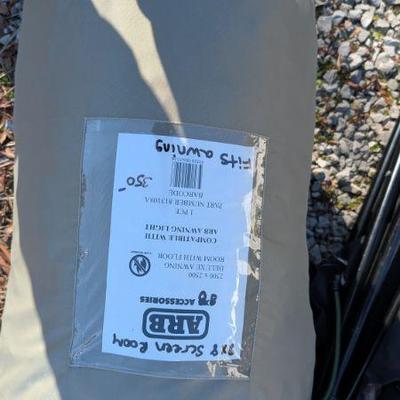 8x8 Screen Room
ARB
ACCESSORIES
2500 x 2500
DELUXE AWNING
ROOM WITH FLOOR
COMPATIBLE WITH
ARB AWNING LIGHT
1 PCE
PART NUMBER 813108A
BARCODE
350-
Fits awning